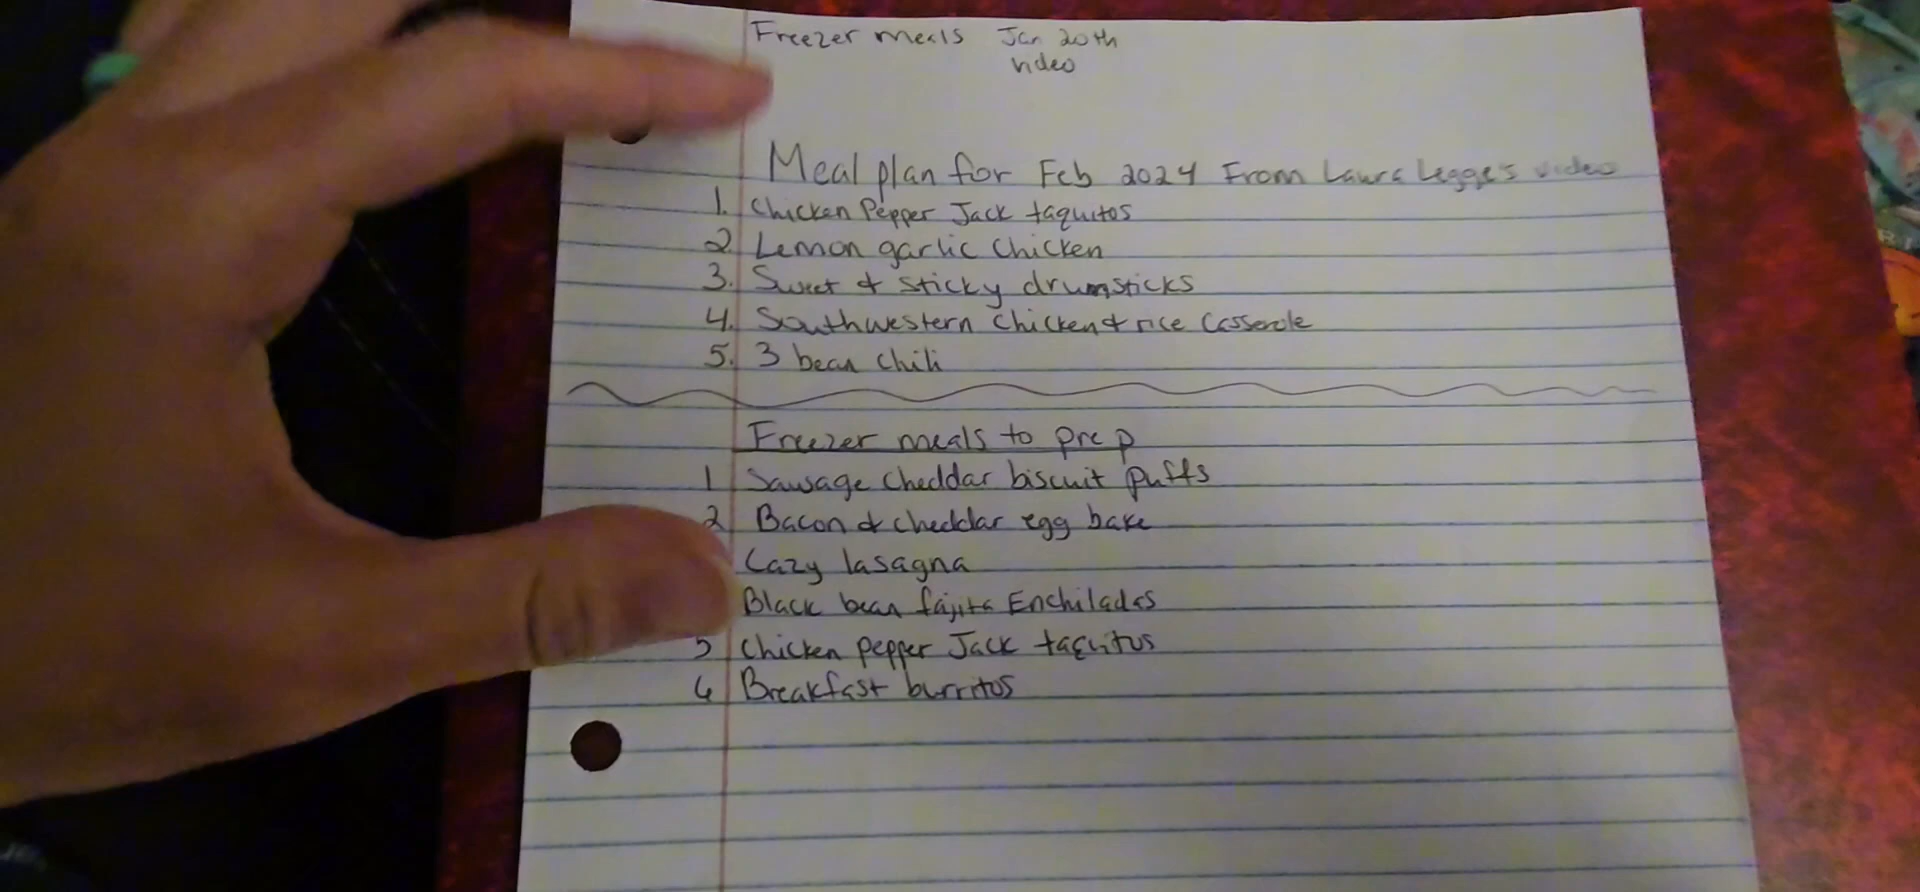 Freezer meals Jan 20th
video
Meal plan for Feb 2024 From Laura Legge's video
1. Chicken Pepper Jack taquitos
2 Lemon garlic Chicken
3. Sweet & sticky drumsticks
4. Southwestern Chicken & rice Casserole
5. 3 bean chili
Freezer meals to prep
1 Sausage Cheddar biscuit puffs
2 Bacon & cheddar egg bake
Lazy lasagna
Black bean fajita Enchiladas
5 Chicken pepper Jack taquitos
6 Breakfast burritos